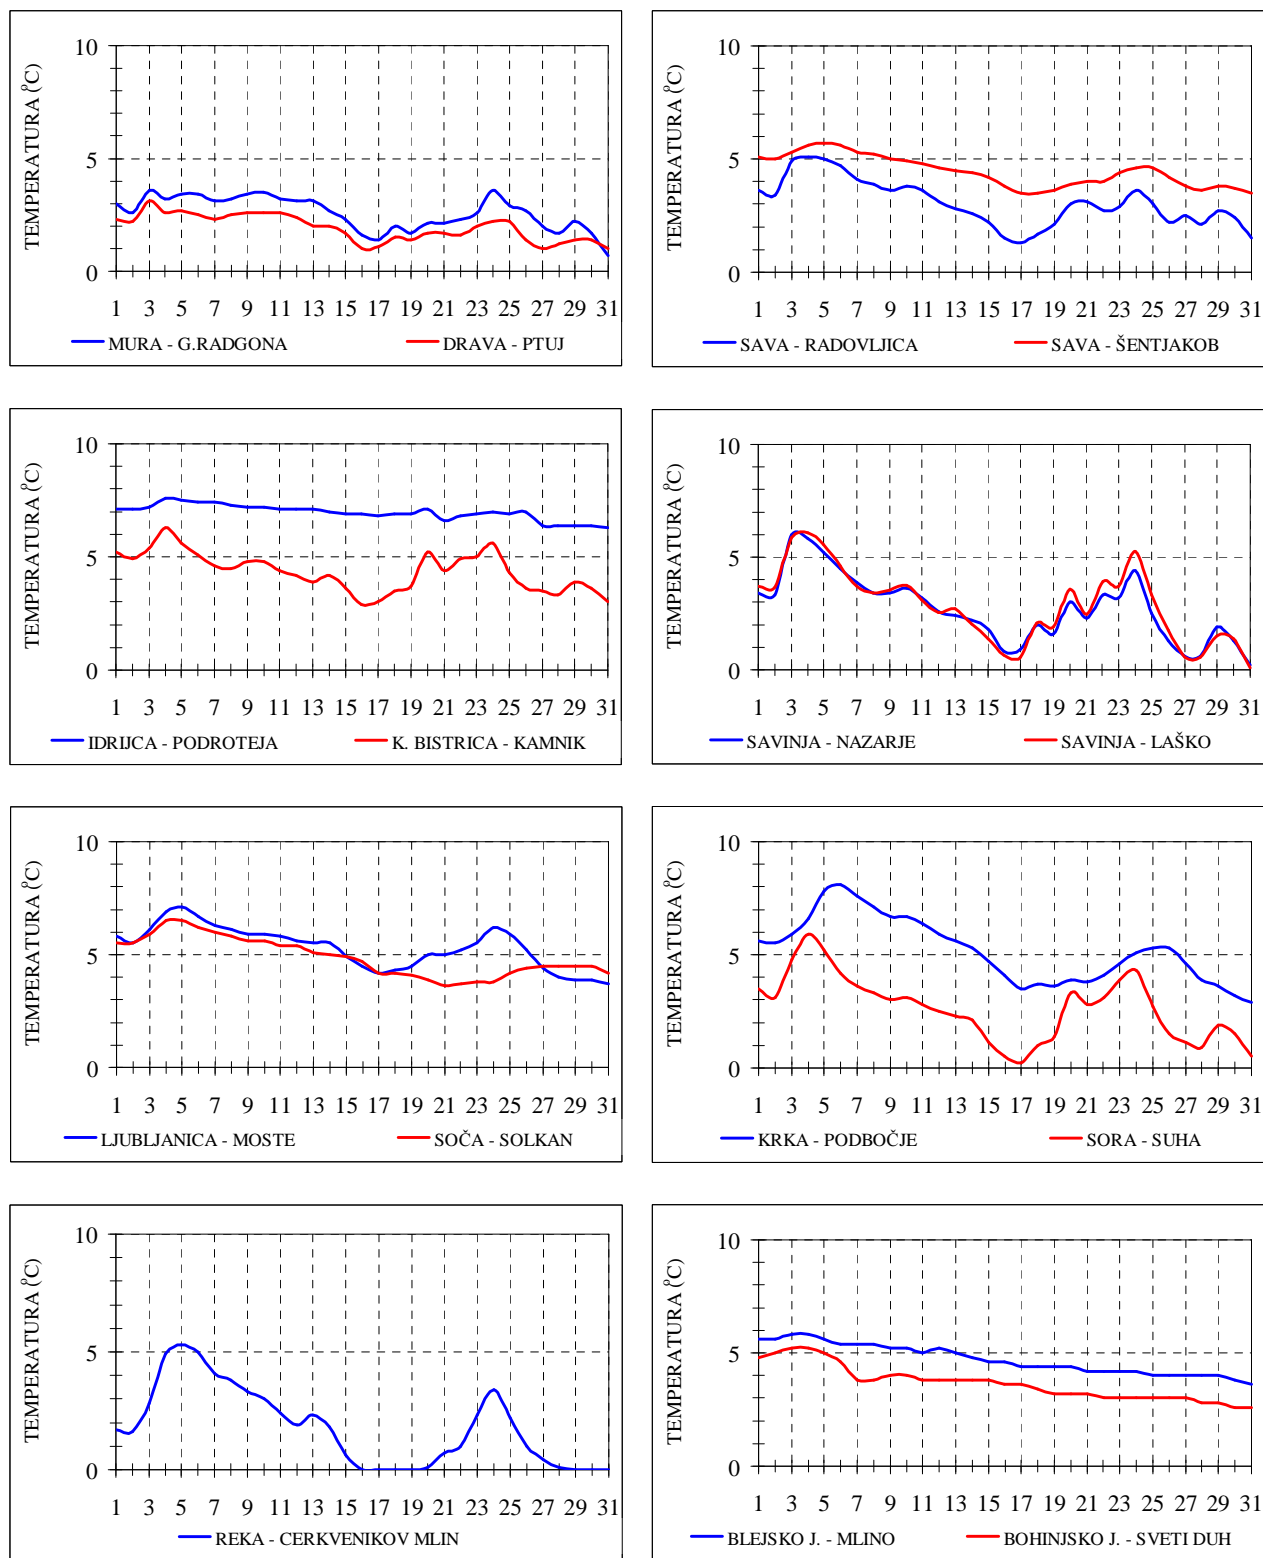 TEMPERATURA (°C)
10
5
0
1 3 5 7 9 11 13 15 17 19 21 23 25 27 29 31
MURA - G.RADGONA DRAVA - PTUJ
TEMPERATURA (°C)
10
5
0
1 3 5 7 9 11 13 15 17 19 21 23 25 27 29 31
SAVA - RADOVLJICA SAVA - ŠENTJAKOB
TEMPERATURA (°C)
10
5
0
1 3 5 7 9 11 13 15 17 19 21 23 25 27 29 31
IDRIJCA - PODROTEJA K. BISTRICA - KAMNIK
TEMPERATURA (°C)
10
5
0
1 3 5 7 9 11 13 15 17 19 21 23 25 27 29 31
SAVINJA - NAZARJE SAVINJA - LAŠKO
TEMPERATURA (°C)
10
5
0
1 3 5 7 9 11 13 15 17 19 21 23 25 27 29 31
LJUBLJANICA - MOSTE SOČA - SOLKAN
TEMPERATURA (°C)
10
5
0
1 3 5 7 9 11 13 15 17 19 21 23 25 27 29 31
KRKA - PODBOČJE SORA - SUHA
TEMPERATURA (°C)
10
5
0
1 3 5 7 9 11 13 15 17 19 21 23 25 27 29 31
REKA - CERKVENIKOV MLIN
TEMPERATURA (°C)
10
5
0
1 3 5 7 9 11 13 15 17 19 21 23 25 27 29 31
BLEJSKO J. - MLINO BOHINJSKO J. - SVETI DUH